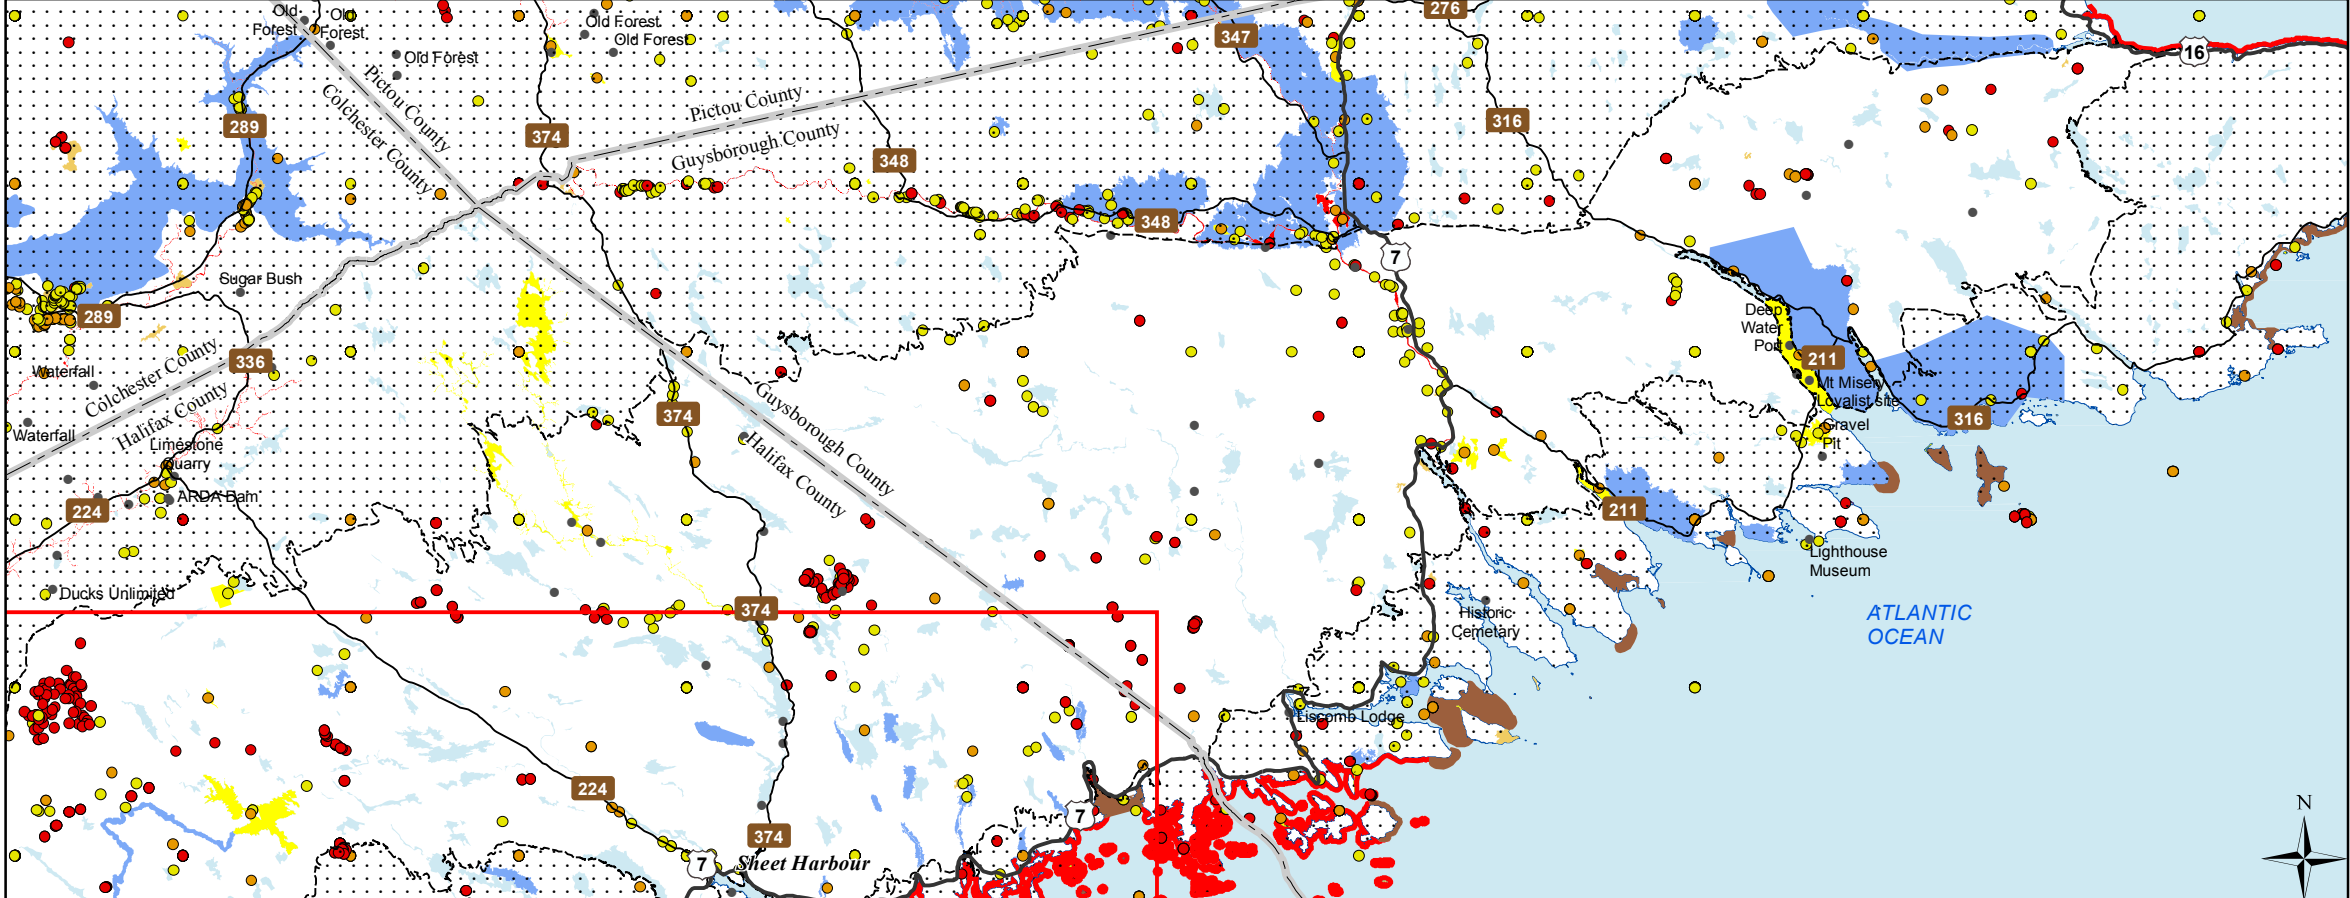 Old
Forest
Old
Forest
Old Forest
Old Forest
Old Forest
276
347
16
289
374
Pictou County
Colchester County
Pictou County
Guysborough County
348
316
348
7
Sugar Bush
289
336
Colchester County
Halifax County
Waterfall
Waterfall
Limestone
Quarry
ARDA Dam
224
Ducks Unlimited
374
Guysborough County
Halifax County
Deep
Water
Port
211
Mt Misery
Loyalist site
316
Gravel
Pit
211
Lighthouse
Museum
Historic
Cemetary
ATLANTIC
OCEAN
374
Liscomb Lodge
224
7
374
7
Sheet Harbour
N